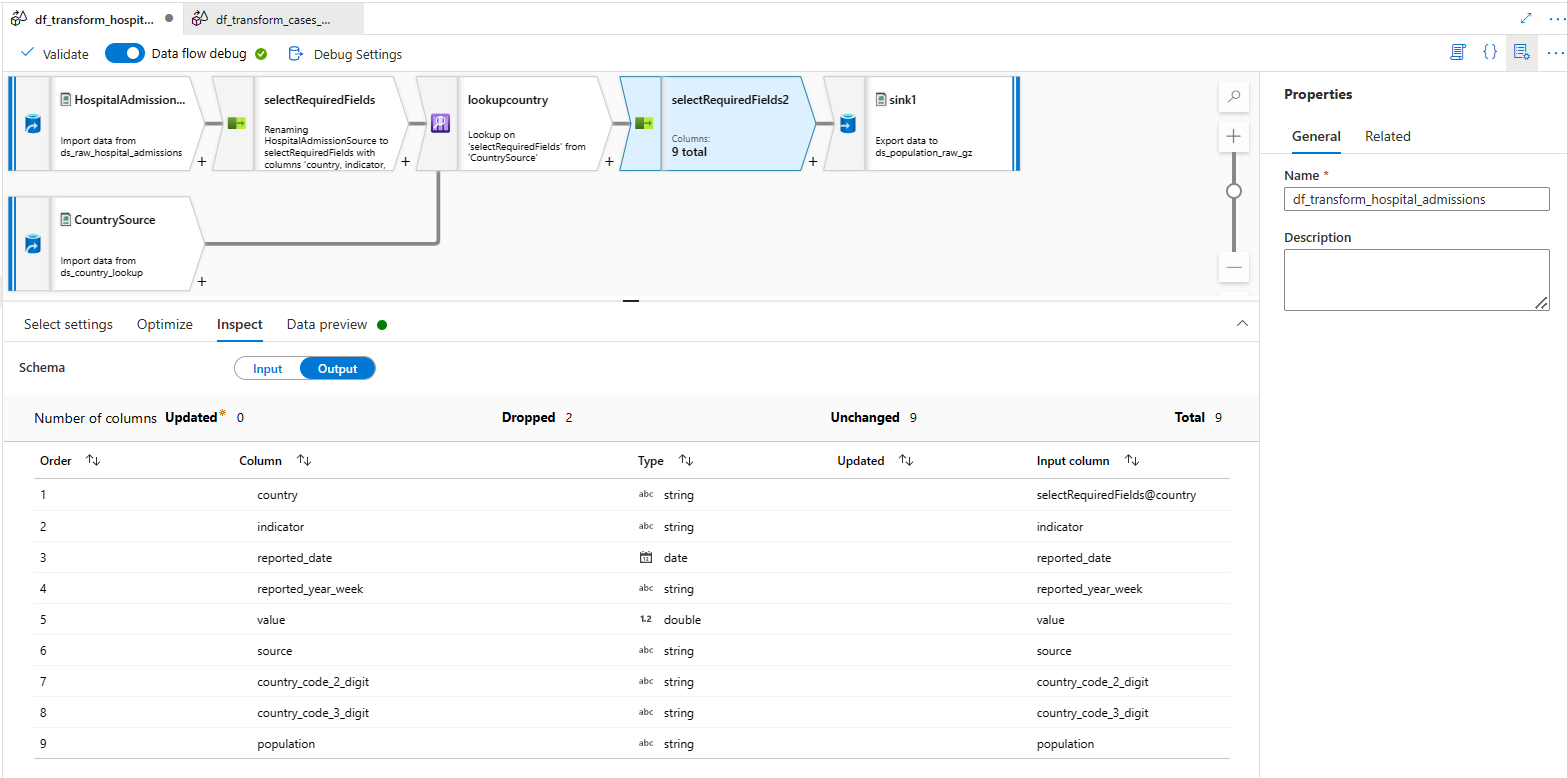 df_transform_hospit...
df_transform_cases_...
Validate
Data flow debug
Debug Settings
HospitalAdmission...
Import data from
ds_raw_hospital_admissions
+
selectRequiredFields
Renaming
HospitalAdmissionSource to
selectRequiredFields with
columns 'country, indicator,
+
lookupcountry
Lookup on
'selectRequiredFields' from
'CountrySource'
+
selectRequiredFields2
Columns:
9 total
+
sink1
Export data to
ds_population_raw_gz
CountrySource
Import data from
ds_country_lookup
+
Properties
General Related
Name *
df_transform_hospital_admissions
Description
Select settings Optimize Inspect Data preview
Schema Input Output
Number of columns Updated* 0 Dropped 2 Unchanged 9 Total 9
Order Column Type Updated Input column
1 country abc string selectRequiredFields@country
2 indicator abc string indicator
3 reported_date date reported_date
4 reported_year_week abc string reported_year_week
5 value 1.2 double value
6 source abc string source
7 country_code_2_digit abc string country_code_2_digit
8 country_code_3_digit abc string country_code_3_digit
9 population abc string population